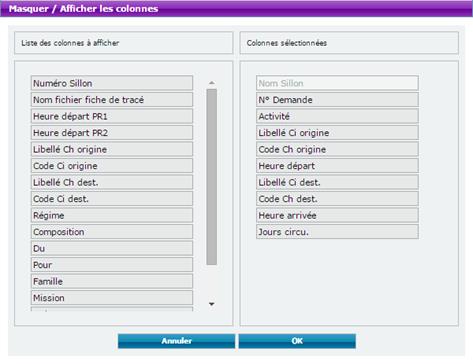 Masquer / Afficher les colonnes
Liste des colonnes à afficher
Colonnes sélectionnées
Numéro Sillon
Nom fichier fiche de tracé
Heure départ PR1
Heure départ PR2
Libellé Ch origine
Code Ci origine
Libellé Ch dest.
Code Ci dest.
Régime
Composition
Du
Pour
Famille
Mission
Nom Sillon
N° Demande
Activité
Libellé Ci origine
Code Ch origine
Heure départ
Libellé Ci dest.
Code Ch dest.
Heure arrivée
Jours circu.
Annuler
OK